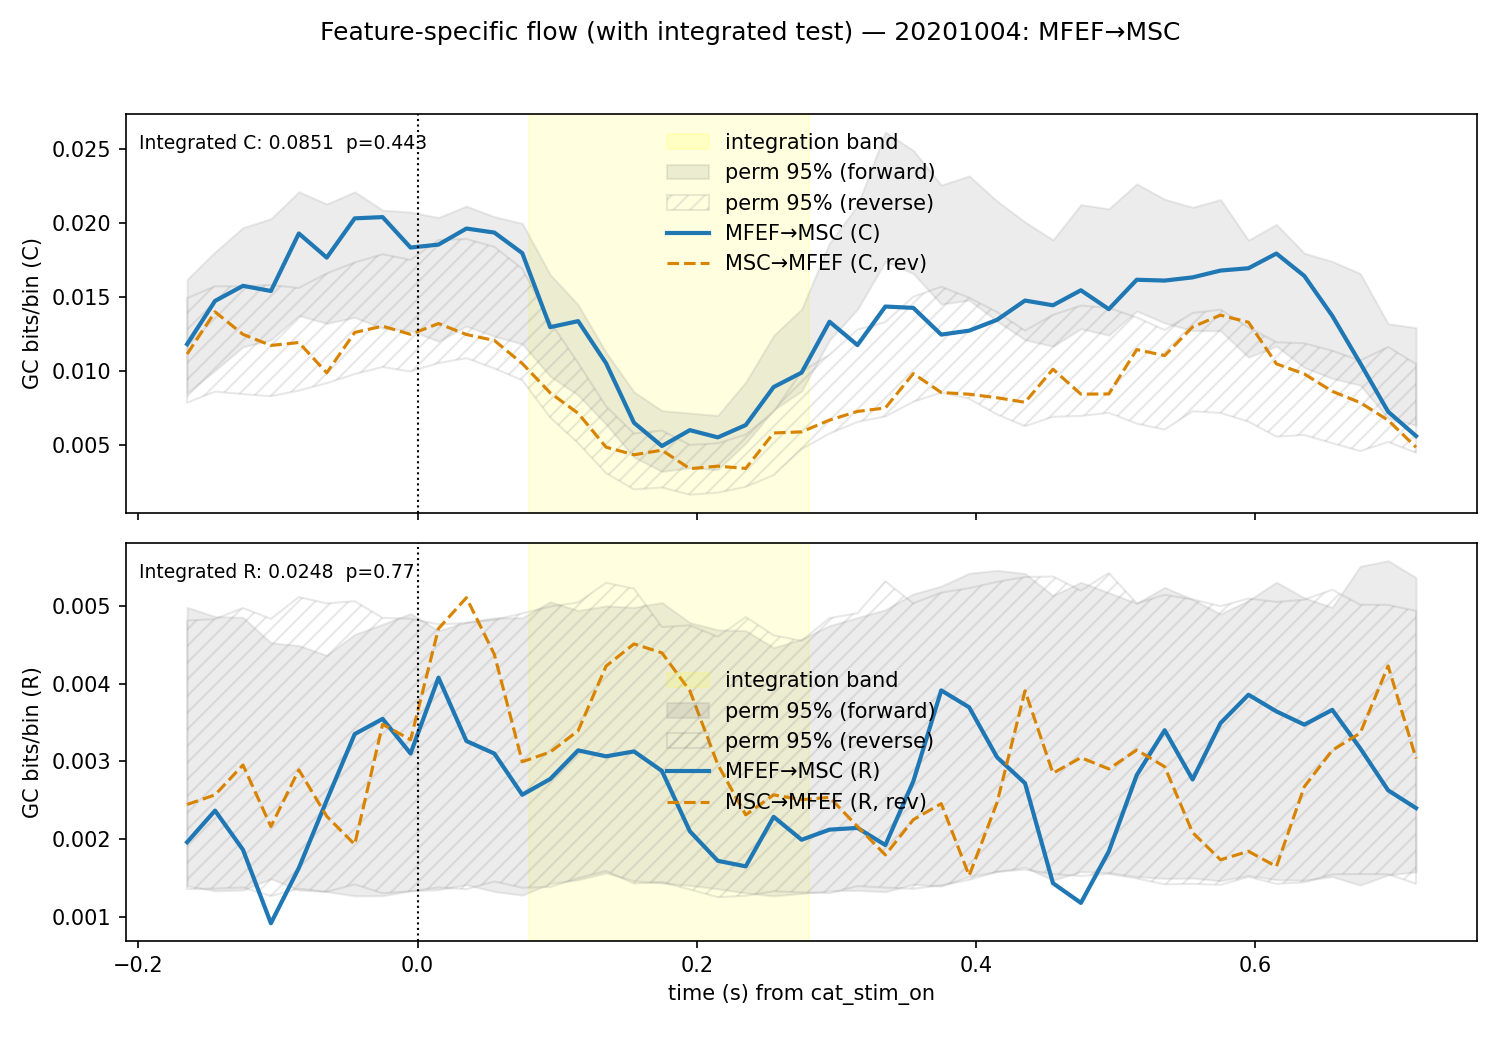 Feature-specific flow (with integrated test) — 20201004: MFEF→MSC
Integrated C: 0.0851  p=0.443
integration band
perm 95% (forward)
perm 95% (reverse)
MFEF→MSC (C)
MSC→MFEF (C, rev)
GC bits/bin (C)
0.025
0.020
0.015
0.010
0.005
Integrated R: 0.0248  p=0.77
integration band
perm 95% (forward)
perm 95% (reverse)
MFEF→MSC (R)
MSC→MFEF (R, rev)
GC bits/bin (R)
0.005
0.004
0.003
0.002
0.001
−0.2
0.0
0.2
0.4
0.6
time (s) from cat_stim_on